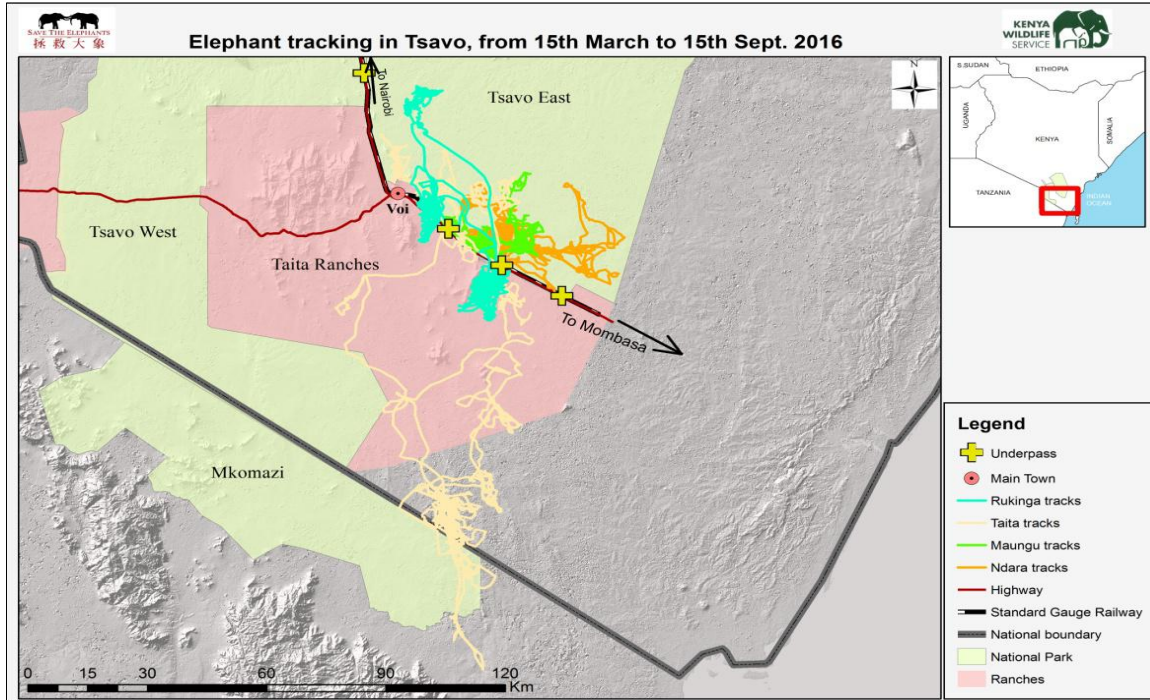 SAVE THE ELEPHANTS
拯救大象
Elephant tracking in Tsavo, from 15th March to 15th Sept. 2016
KENYA
WILDLIFE
SERVICE
To Nairobi
Tsavo East
N
Voi
Tsavo West
Taita Ranches
To Mombasa
Mkomazi
0 15 30 60 90 120
Km
S.SUDAN
ETHIOPIA
UGANDA
KENYA
SOMALIA
TANZANIA
INDIAN
OCEAN
Legend
Underpass
Main Town
Rukinga tracks
Taita tracks
Maungu tracks
Ndara tracks
Highway
Standard Gauge Railway
National boundary
National Park
Ranches